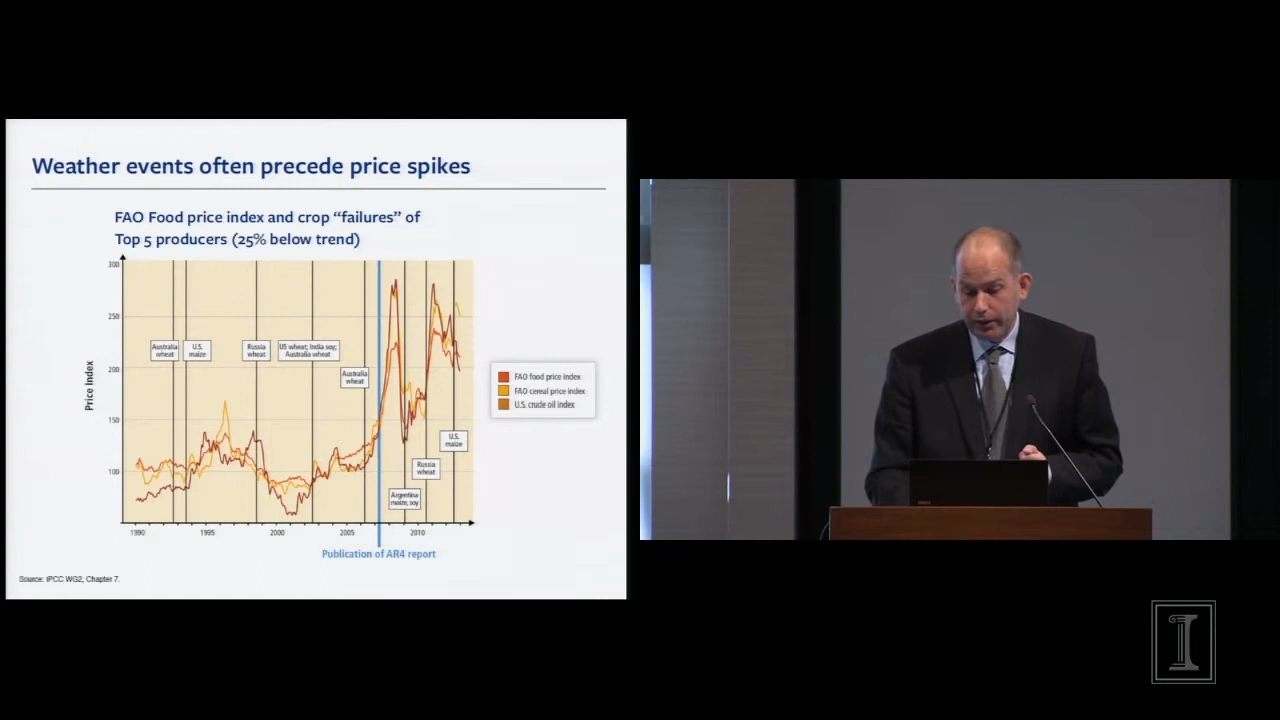 Weather events often precede price spikes
FAO Food price index and crop “failures” of
Top 5 producers (25% below trend)
Price Index
300
250
200
150
100
Australia
wheat
U.S.
maize
Russia
wheat
US wheat; India soy;
Australia wheat
Australia
wheat
Argentina
maize, soy
Russia
wheat
U.S.
maize
FAO food price index
FAO cereal price index
U.S. crude oil index
1990
1995
2000
2005
2010
Publication of AR4 report
Source: IPCC WG2, Chapter 7.
I